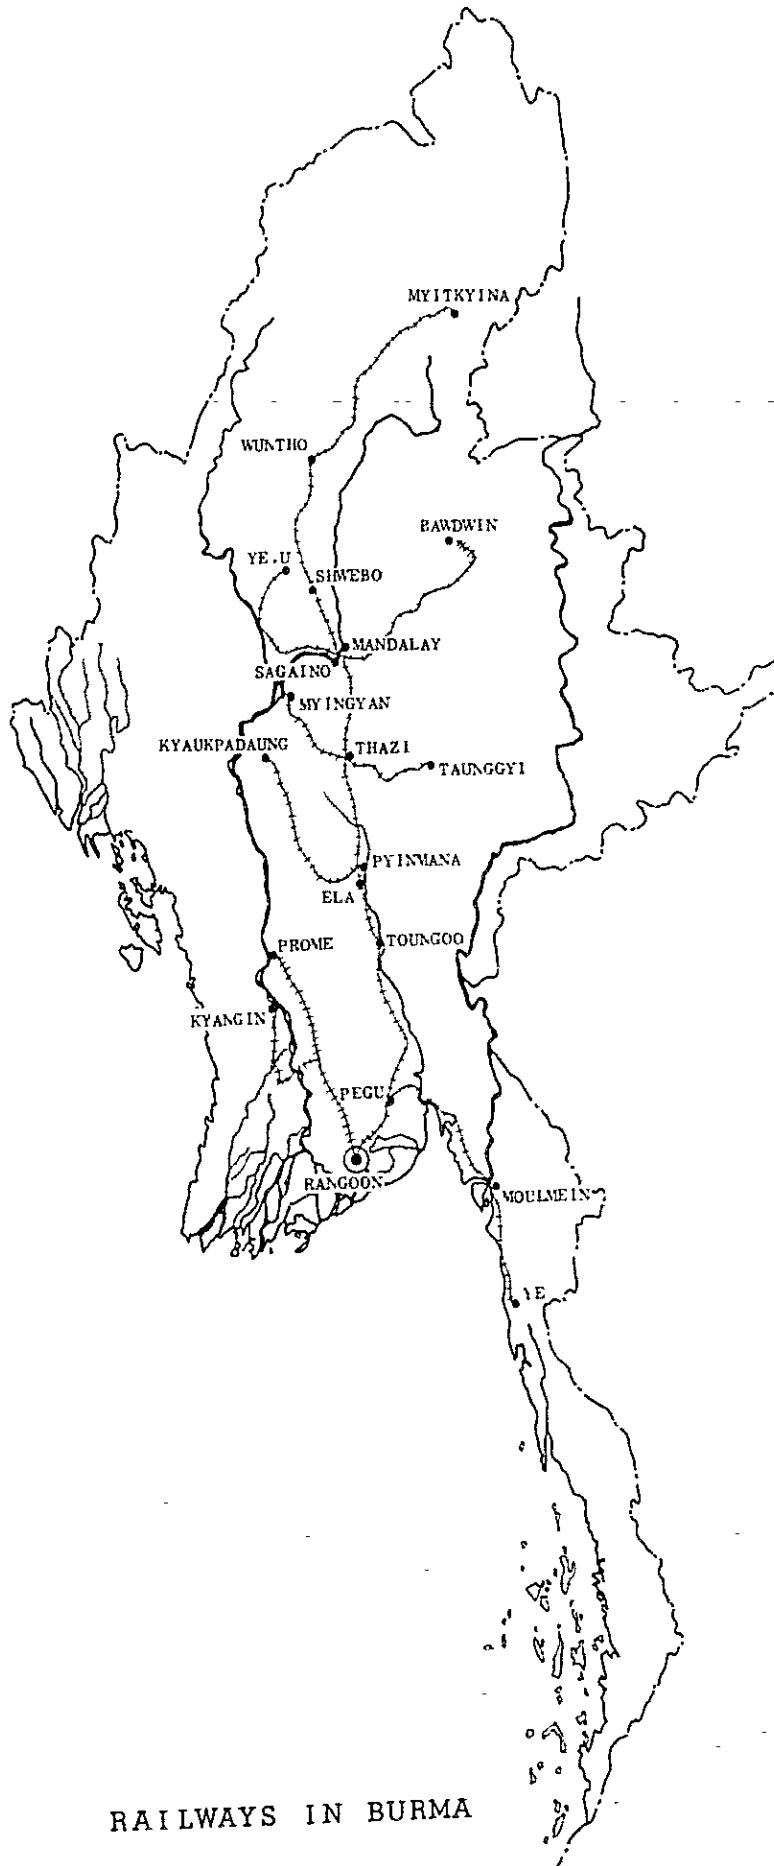 MYITKYINA
WUNTHO
BAWDWIN
YE.U
SHWEBO
MANDALAY
SAGAINO
MYINGYAN
KYAUKPADAUNG
THAZI
TAUNGGYI
PYINMANA
ELA
TOUNGOO
PROME
KYANGIN
PEGU
RANGOON
MOULMEIN
YE
RAILWAYS IN BURMA